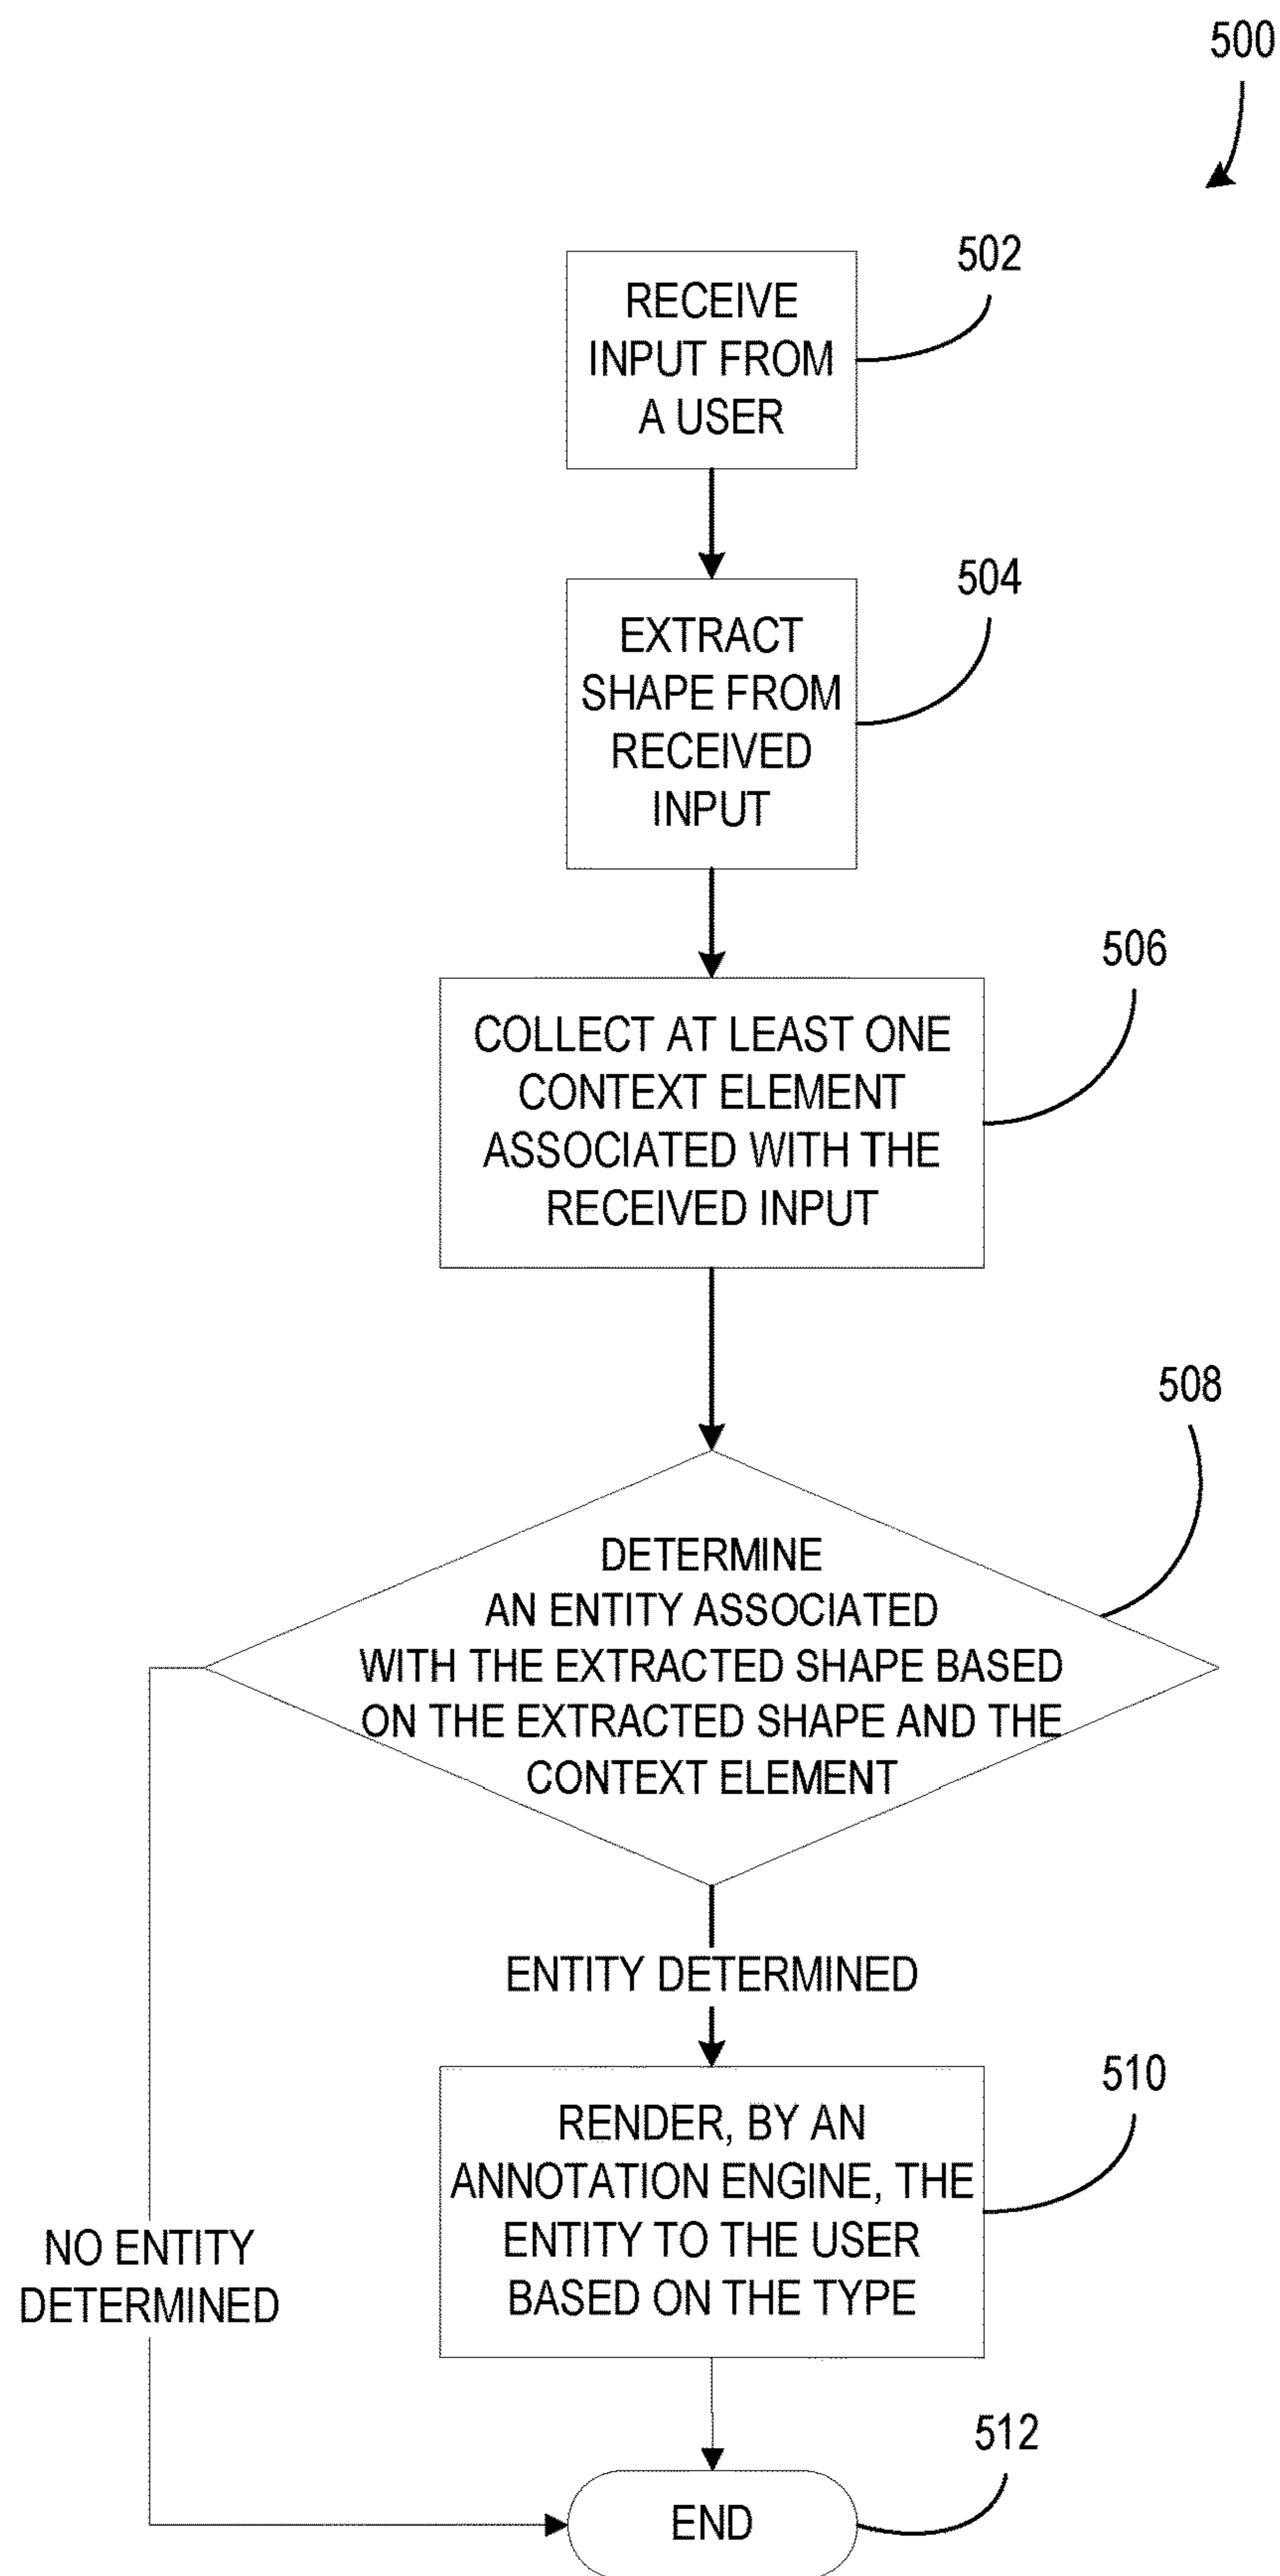 500
502
RECEIVE
INPUT FROM
A USER
504
EXTRACT
SHAPE FROM
RECEIVED
INPUT
506
COLLECT AT LEAST ONE
CONTEXT ELEMENT
ASSOCIATED WITH THE
RECEIVED INPUT
508
DETERMINE
AN ENTITY ASSOCIATED
WITH THE EXTRACTED SHAPE BASED
ON THE EXTRACTED SHAPE AND THE
CONTEXT ELEMENT
ENTITY DETERMINED
510
RENDER, BY AN
ANNOTATION ENGINE, THE
ENTITY TO THE USER
BASED ON THE TYPE
NO ENTITY
DETERMINED
512
END